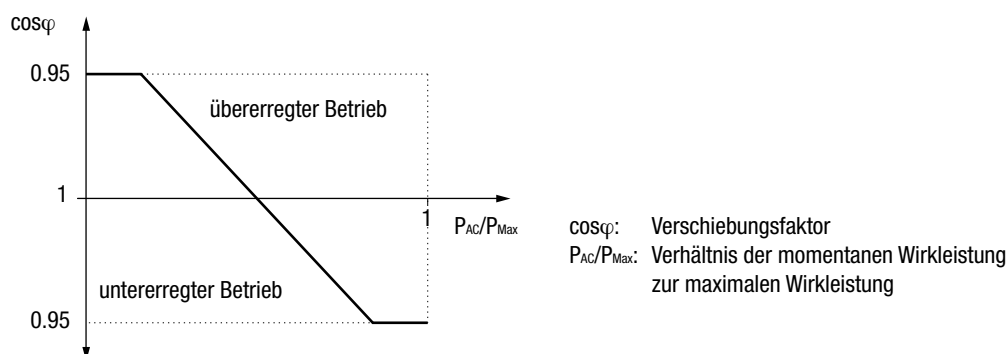 cosφ
0.95
übererregter Betrieb
1
1
PAC/PMax
cosφ: Verschiebungsfaktor
PAC/PMax: Verhältnis der momentanen Wirkleistung
zur maximalen Wirkleistung
untererregter Betrieb
0.95